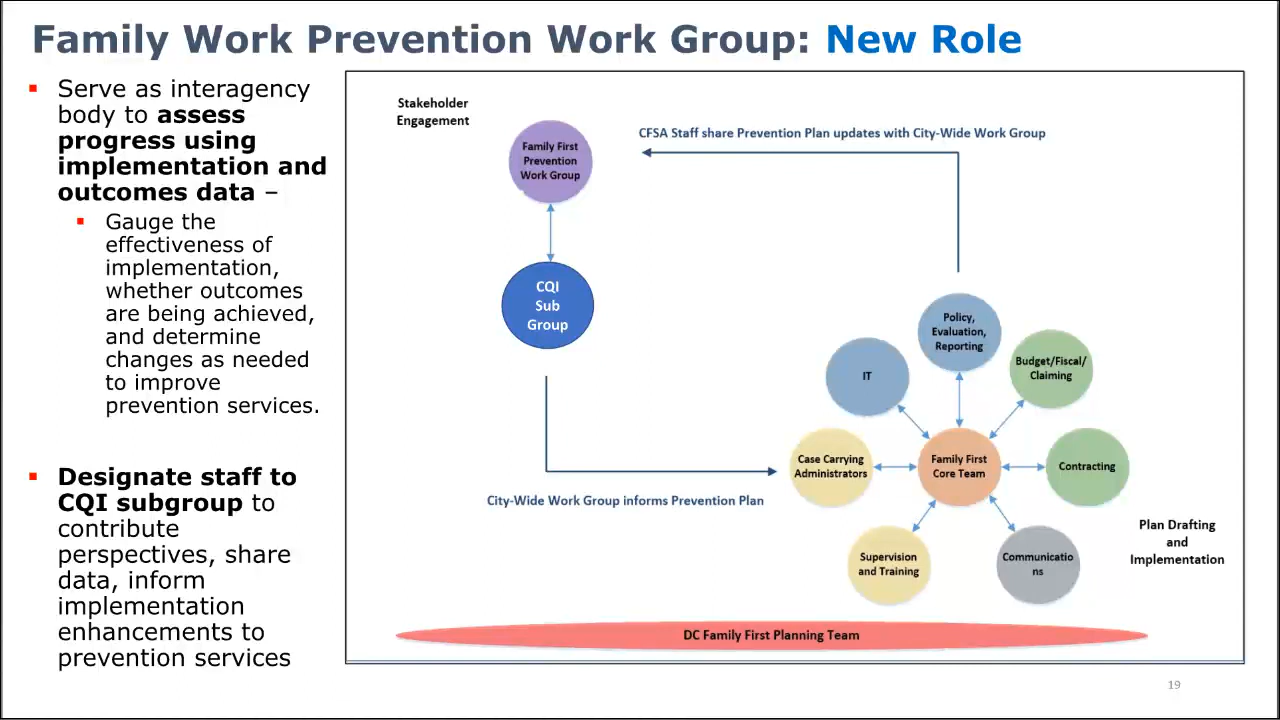 Family Work Prevention Work Group: New Role
Serve as interagency
body to assess
progress using
implementation and
outcomes data –
Gauge the
effectiveness of
implementation,
whether outcomes
are being achieved,
and determine
changes as needed
to improve
prevention services.
Designate staff to
CQI subgroup to
contribute
perspectives, share
data, inform
implementation
enhancements to
prevention services
Stakeholder
Engagement
Family First
Prevention
Work Group
CFSA Staff share Prevention Plan updates with City-Wide Work Group
CQI
Sub
Group
City-Wide Work Group informs Prevention Plan
Policy,
Evaluation,
Reporting
IT
Budget/Fiscal/
Claiming
Case Carrying
Administrators
Family First
Core Team
Contracting
Supervision
and Training
Communicatio
ns
Plan Drafting
and
Implementation
DC Family First Planning Team
19